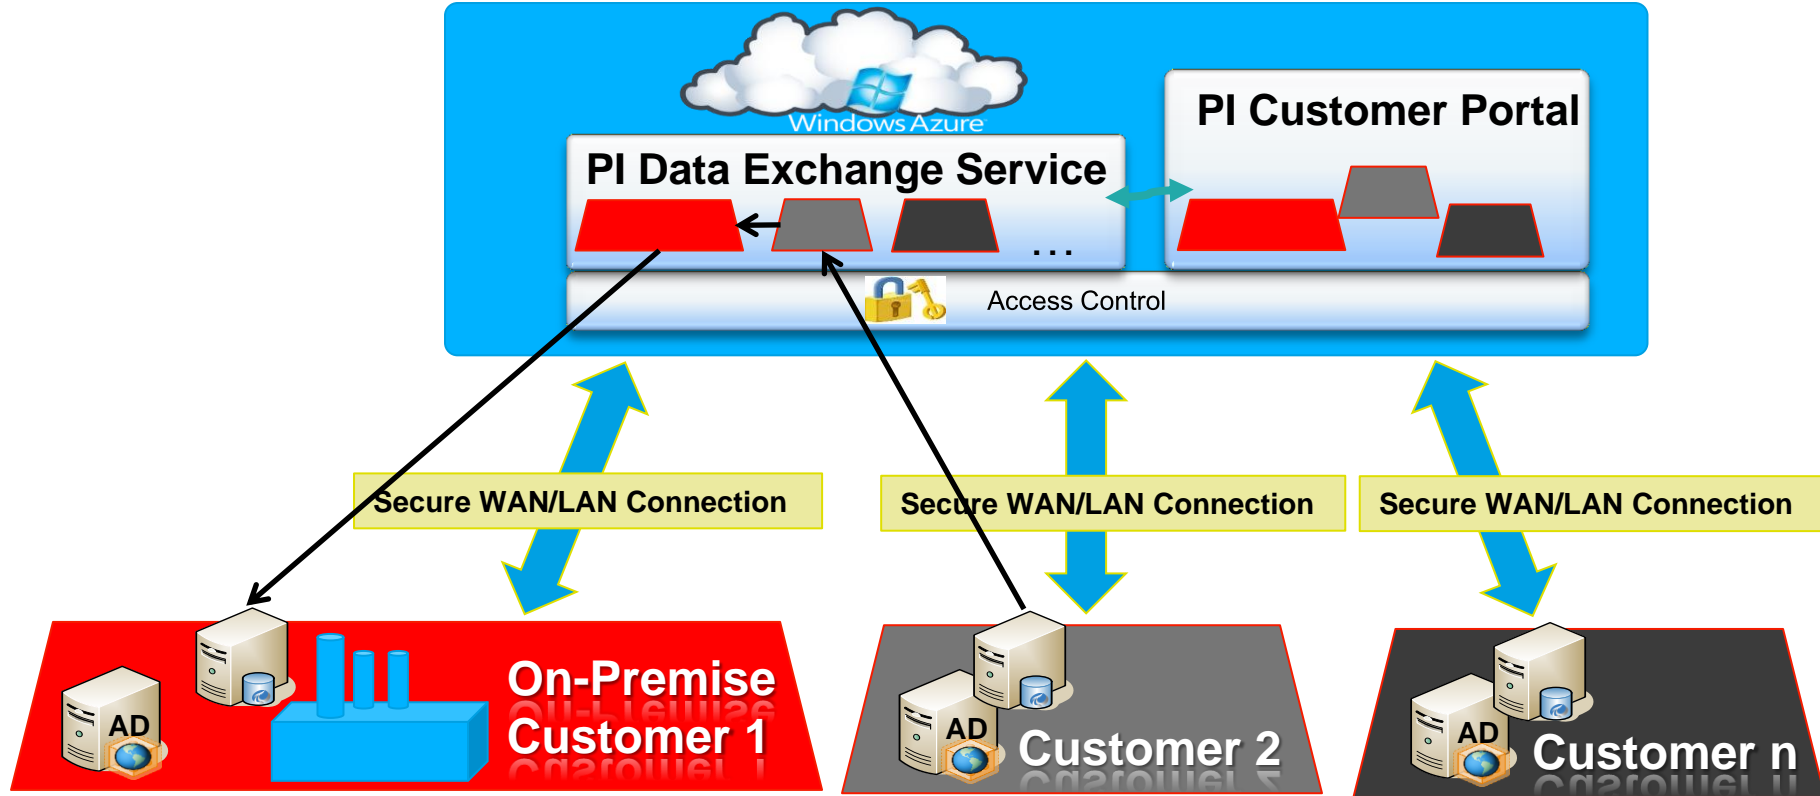 Windows Azure
PI Customer Portal
PI Data Exchange Service
...
Access Control
Secure WAN/LAN Connection
Secure WAN/LAN Connection
Secure WAN/LAN Connection
On-Premise
Customer 1
AD
AD
Customer 2
AD
Customer n